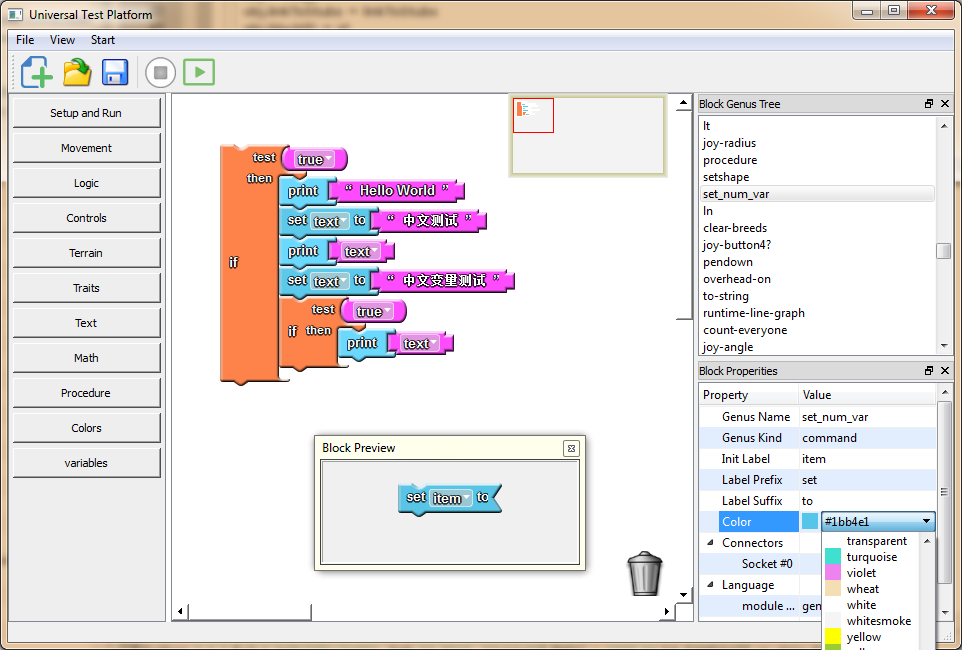 Universal Test Platform
File View Start
Setup and Run
Movement
Logic
Controls
Terrain
Traits
Text
Math
Procedure
Colors
variables
test true
then
print “ Hello World ”
set text to “ 中文测试 ”
print text
if
set text to “ 中文变量测试 ”
test true
if then
print text
Block Preview
set item to
Block Genus Tree
lt
joy-radius
procedure
setshape
set_num_var
ln
clear-breeds
joy-button4?
pendown
overhead-on
to-string
runtime-line-graph
count-everyone
joy-angle
Block Properties
Property Value
Genus Name set_num_var
Genus Kind command
Init Label item
Label Prefix set
Label Suffix to
Color #1bb4e1
Connectors
Socket #0
Language
module ... gen
transparent
turquoise
violet
wheat
white
whitesmoke
yellow